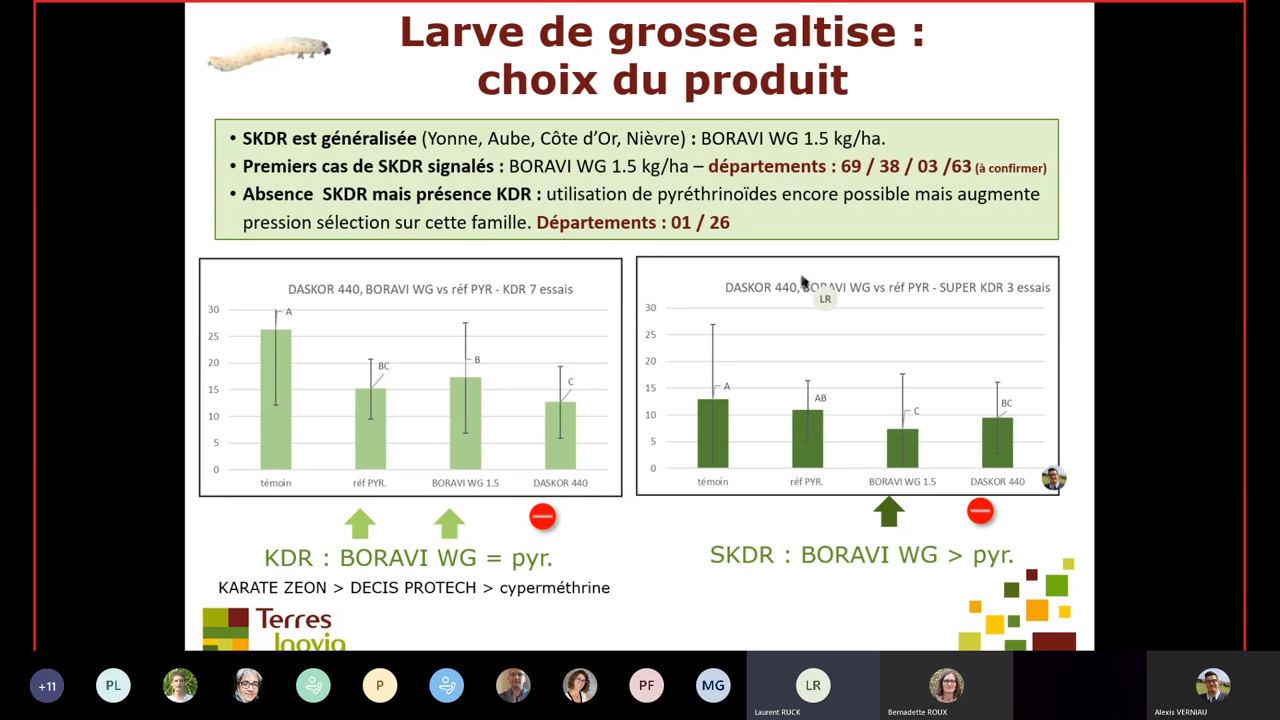 Larve de grosse altise :
choix du produit
• SKDR est généralisée (Yonne, Aube, Côte d'Or, Nièvre) : BORAVI WG 1.5 kg/ha.
• Premiers cas de SKDR signalés : BORAVI WG 1.5 kg/ha – départements : 69 / 38 / 03 /63 (à confirmer)
• Absence SKDR mais présence KDR : utilisation de pyréthrinoïdes encore possible mais augmente
pression sélection sur cette famille. Départements : 01 / 26
DASKOR 440, BORAVI WG vs réf PYR - KDR 7 essais
30
25
20
15
10
5
0
A
BC
B
C
témoin réf PYR. BORAVI WG 1.5 DASKOR 440
DASKOR 440, BORAVI WG vs réf PYR - SUPER KDR 3 essais
LR
30
25
20
15
10
5
0
A
AB
C
BC
témoin réf PYR. BORAVI WG 1.5 DASKOR 440
KDR : BORAVI WG = pyr.
KARATE ZEON > DECIS PROTECH > cyperméthrine
SKDR : BORAVI WG > pyr.
Terres
Inovia
+11 PL P PF MG LR
Laurent RUCK Bernadette ROUX Alexis VERNIAU